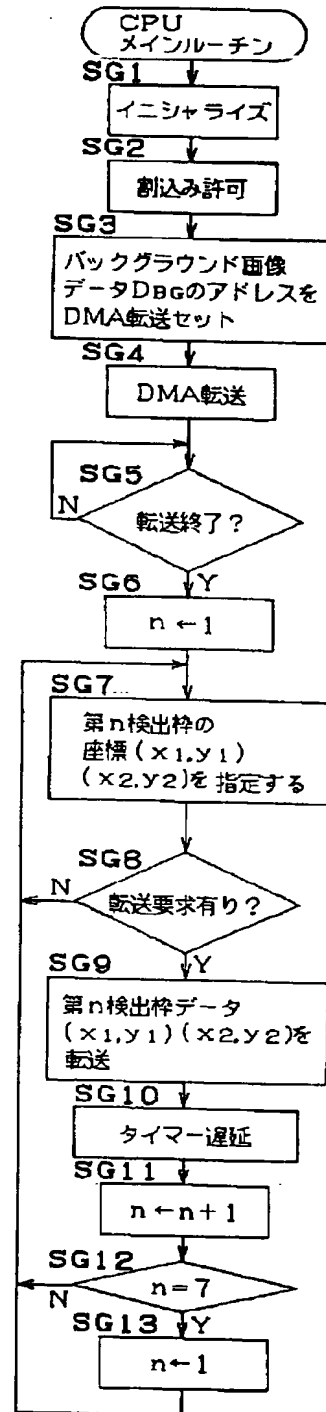 CPU
メインルーチン
SG1
イニシャライズ
SG2
割込み許可
SG3
バックグラウンド画像
データDBGのアドレスを
DMA転送セット
SG4
DMA転送
SG5
N
転送終了?
SG6
Y
n←1
SG7
第n検出枠の
座標(x1,y1)
(x2,y2)を指定する
SG8
N
転送要求有り?
SG9
Y
第n検出枠データ
(x1,y1)(x2,y2)を
転送
SG10
タイマー遅延
SG11
n←n+1
SG12
N
n=7
SG13
Y
n←1